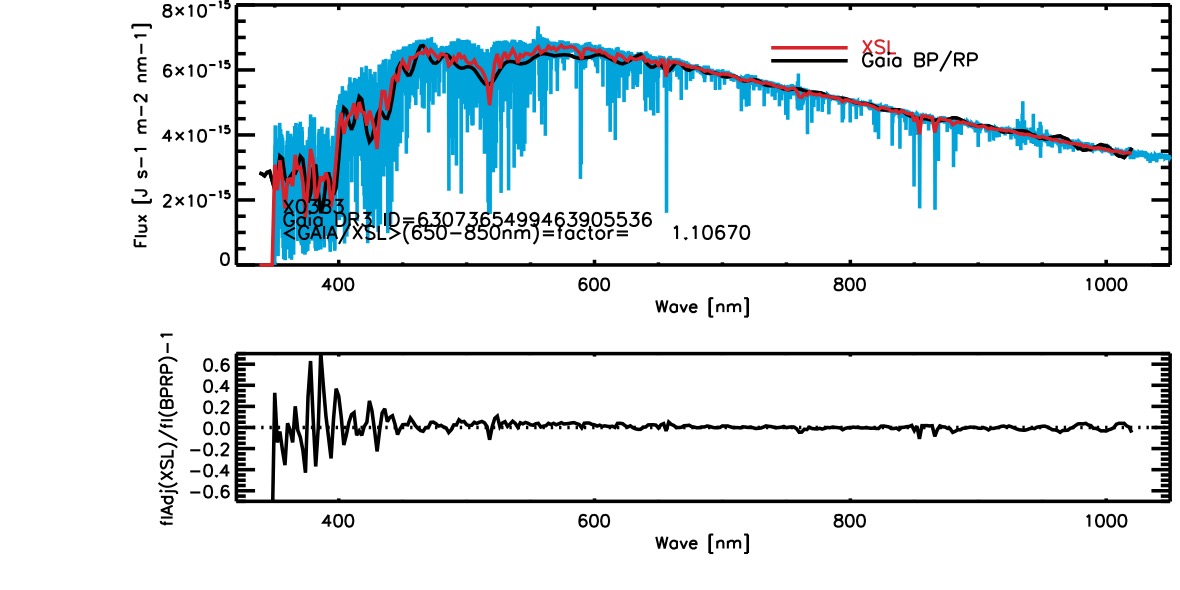 8×10−15
6×10−15
4×10−15
2×10−15
0
Flux [J s−1 m−2 nm−1]
XSL
Gaia BP/RP
X0383
Gaia DR3 ID=6307365499463905536
<GAIA/XSL>(650−850nm)=factor= 1.10670
400 600 800 1000
Wave [nm]
flAdj(XSL)/fl(BPRP)−1
0.6
0.4
0.2
0.0
−0.2
−0.4
−0.6
400 600 800 1000
Wave [nm]